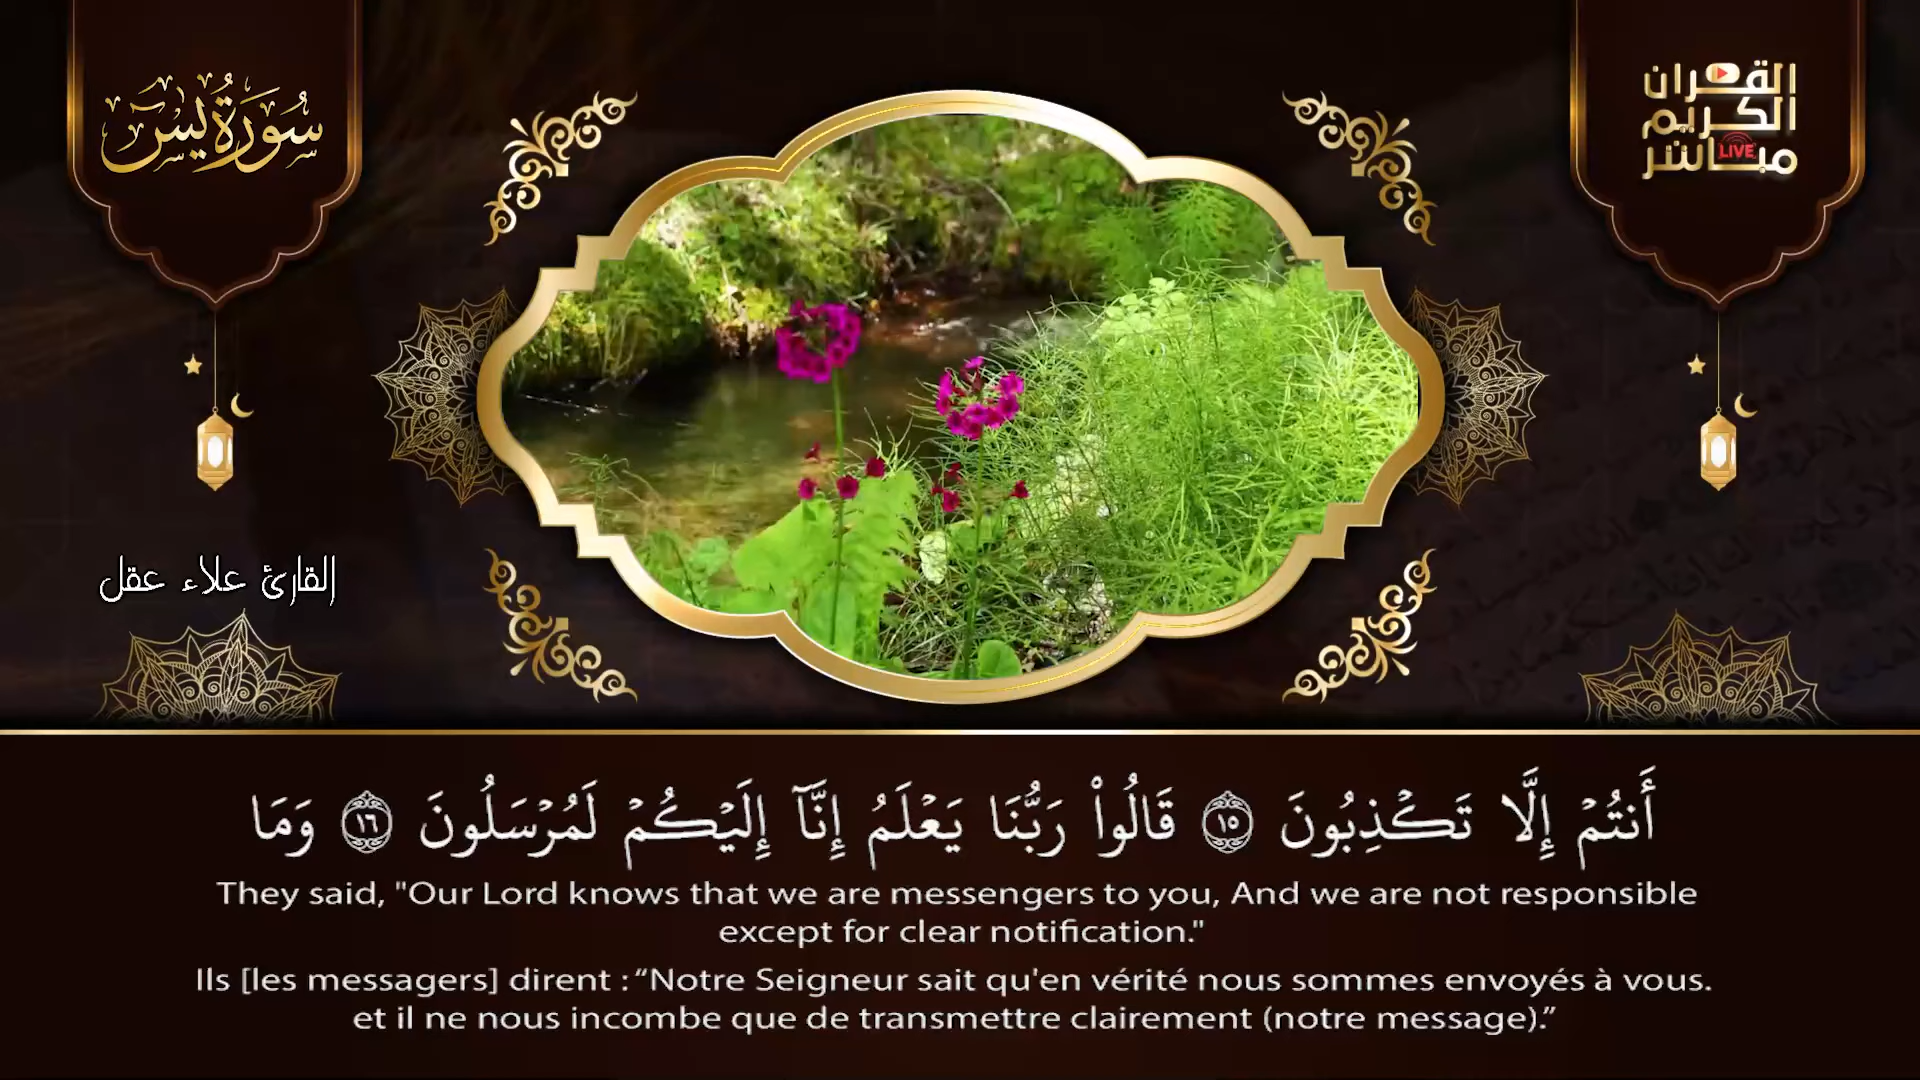 سُورَةُ يسٓ
القران
الكريم
مباشر
LIVE
القارئ علاء عقل
أَنتُمْ إِلَّا تَكْذِبُونَ ١٥ قَالُوا۟ رَبُّنَا يَعْلَمُ إِنَّآ إِلَيْكُمْ لَمُرْسَلُونَ ١٦ وَمَا
They said, "Our Lord knows that we are messengers to you, And we are not responsible
except for clear notification."
Ils [les messagers] dirent : “Notre Seigneur sait qu'en vérité nous sommes envoyés à vous.
et il ne nous incombe que de transmettre clairement (notre message).”